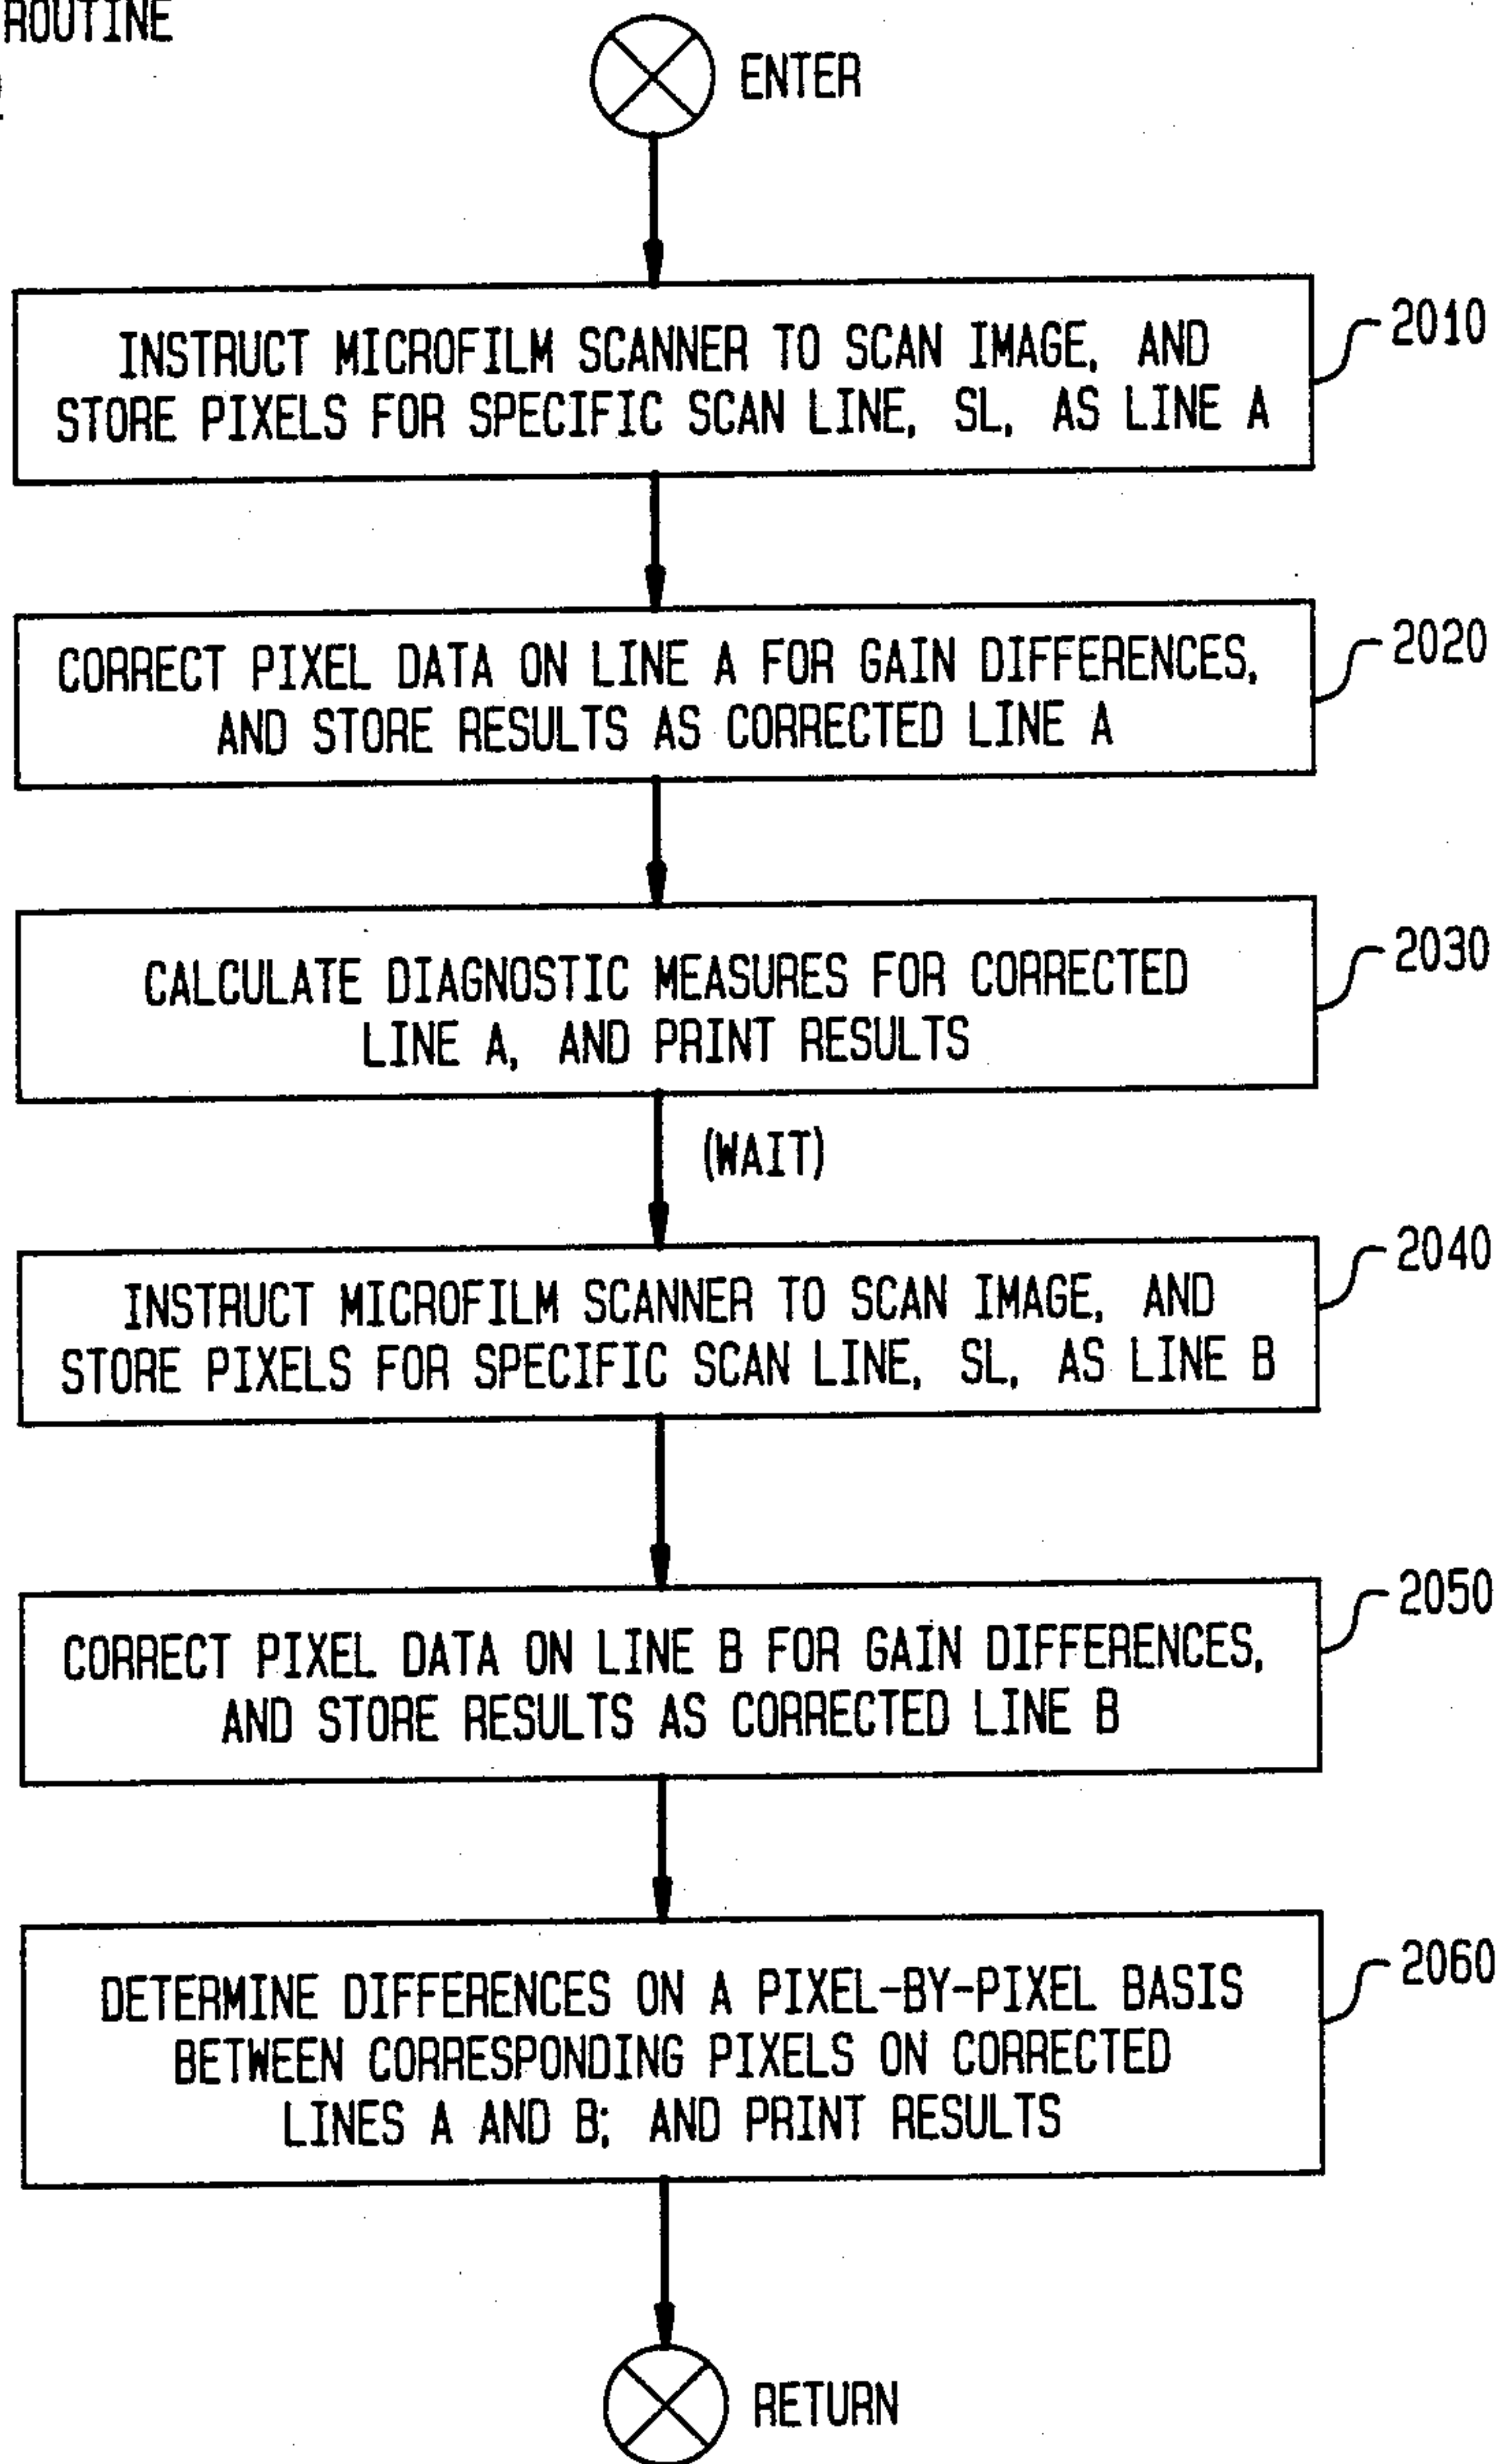 ROUTINE
ENTER
INSTRUCT MICROFILM SCANNER TO SCAN IMAGE, AND
STORE PIXELS FOR SPECIFIC SCAN LINE, SL, AS LINE A
2010
CORRECT PIXEL DATA ON LINE A FOR GAIN DIFFERENCES,
AND STORE RESULTS AS CORRECTED LINE A
2020
CALCULATE DIAGNOSTIC MEASURES FOR CORRECTED
LINE A, AND PRINT RESULTS
2030
(WAIT)
INSTRUCT MICROFILM SCANNER TO SCAN IMAGE, AND
STORE PIXELS FOR SPECIFIC SCAN LINE, SL, AS LINE B
2040
CORRECT PIXEL DATA ON LINE B FOR GAIN DIFFERENCES,
AND STORE RESULTS AS CORRECTED LINE B
2050
DETERMINE DIFFERENCES ON A PIXEL-BY-PIXEL BASIS
BETWEEN CORRESPONDING PIXELS ON CORRECTED
LINES A AND B; AND PRINT RESULTS
2060
RETURN